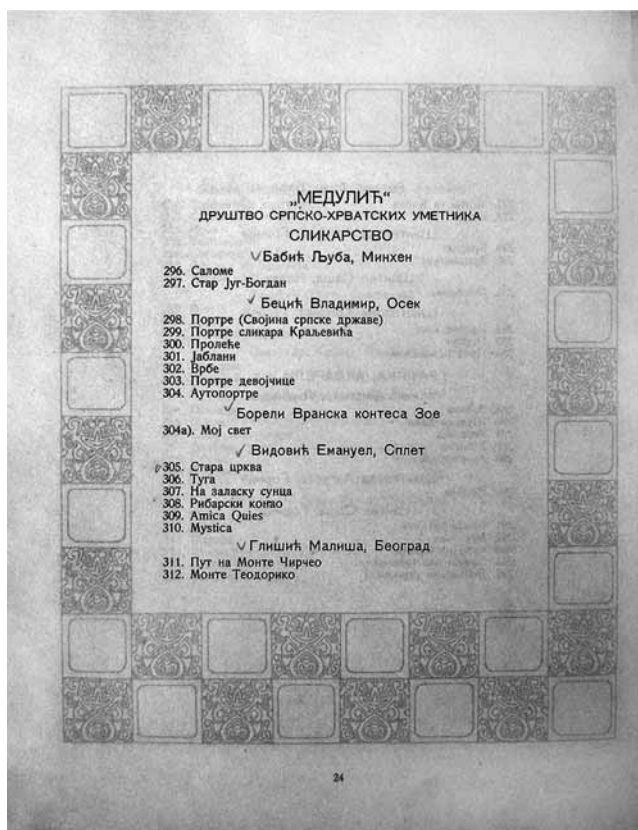 „МЕДУЛИЋ“
ДРУШТВО СРПСКО-ХРВАТСКИХ УМЕТНИКА
СЛИКАРСТВО
Бабић Љуба, Минхен
296. Саломе
297. Стар Југ-Богдан
Бецић Владимир, Осек
298. Портре (Својина српске државе)
299. Портре сликара Краљевића
300. Пролеће
301. Јаблани
302. Врбе
303. Портре девојчице
304. Аутопортре
Борели Вранска контеса Зое
304а). Мој свет
Видовић Емануел, Сплет
305. Стара црква
306. Туга
307. На заласку сунца
308. Рибарски
309. Amica Quies
310. Mystica
Глишић Малиша, Београд
311. Пут на Монте Чирчео
312. Монте Теодорико
24